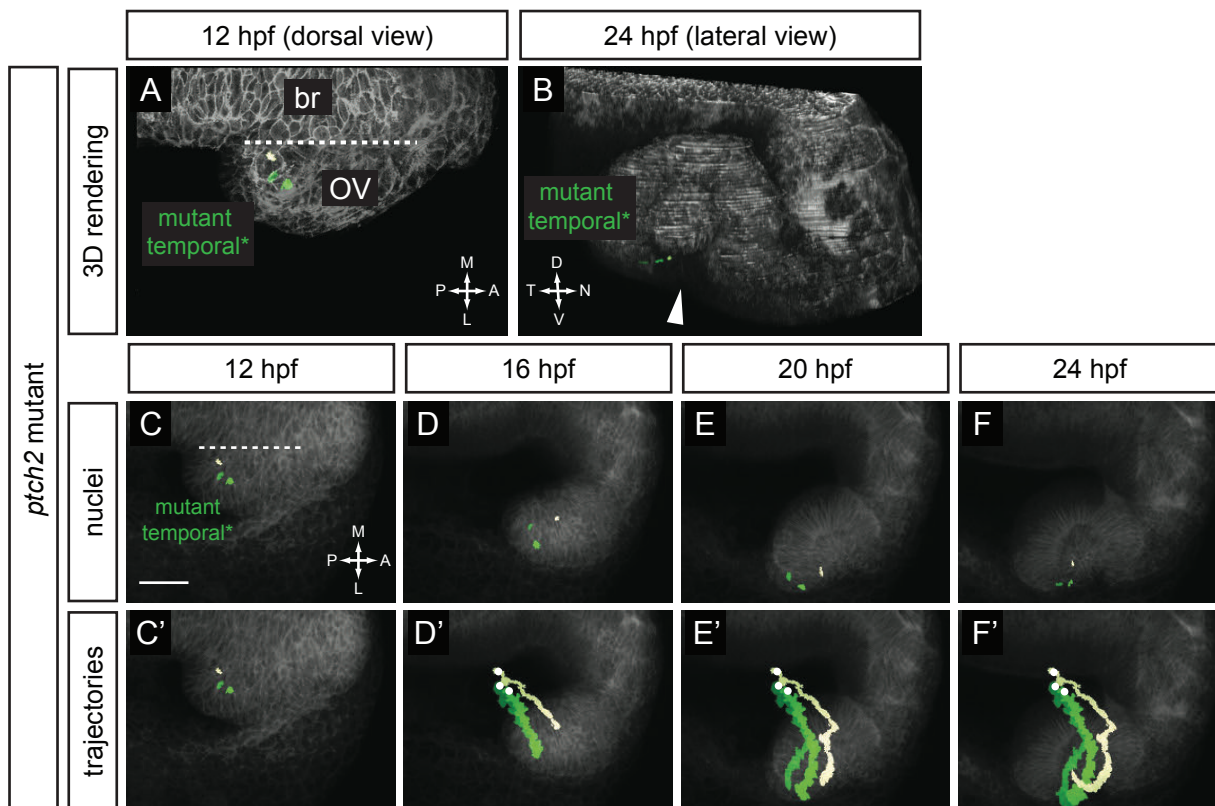 12 hpf (dorsal view)
24 hpf (lateral view)
ptch2 mutant
3D rendering
A
br
OV
mutant
temporal*
M
P
A
L
B
mutant
temporal*
D
T
N
V
12 hpf
16 hpf
20 hpf
24 hpf
nuclei
C
mutant
temporal*
M
P
A
L
D
E
F
trajectories
C’
D’
E’
F’